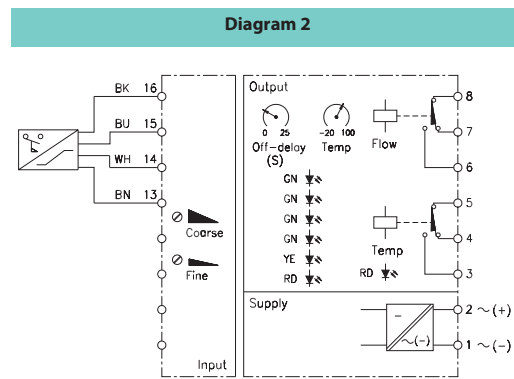 Diagram 2
BK 16
BU 15
WH 14
BN 13
Coarse
Fine
Input
Output
0 25
Off-delay
(S)
-20 100
Temp
Flow
GN
GN
GN
GN
YE
RD
RD
Temp
8
7
6
5
4
3
Supply
~(-)
2 ~(+)
1 ~(-)